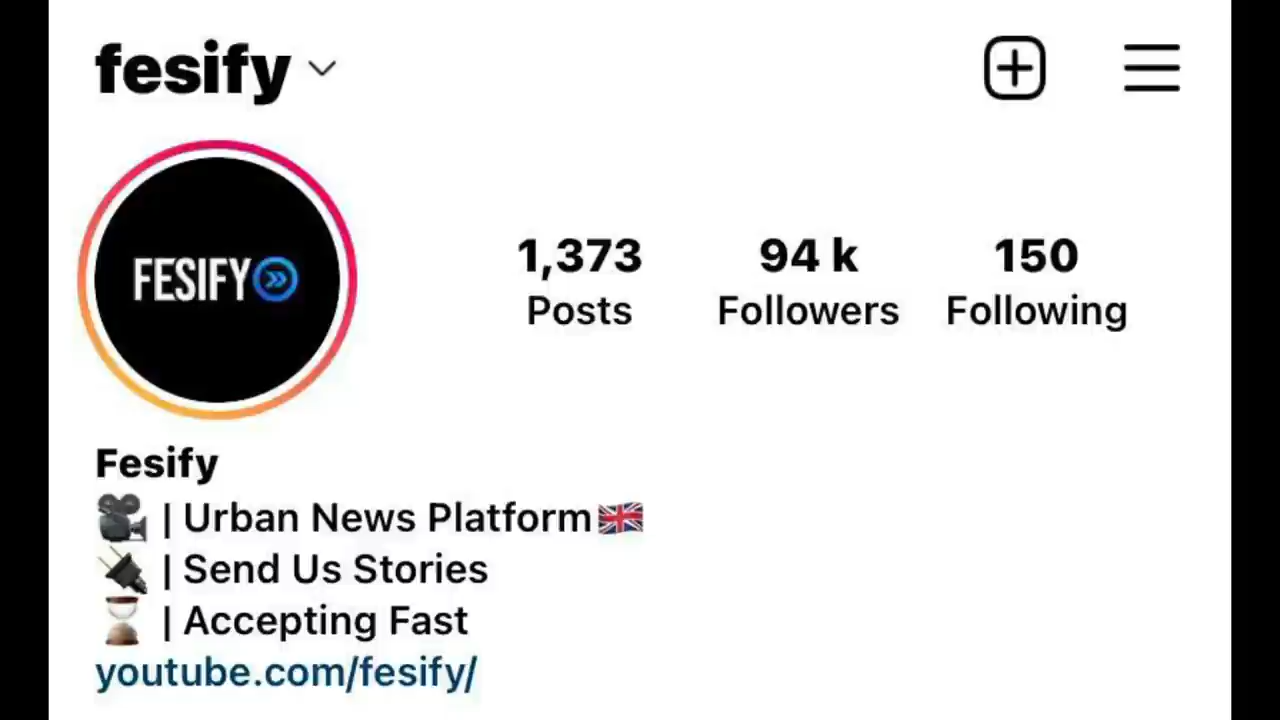 fesify
FESIFY
1,373 94 k 150
Posts Followers Following
Fesify
🎥 | Urban News Platform🇬🇧
🔌 | Send Us Stories
⏳ | Accepting Fast
youtube.com/fesify/